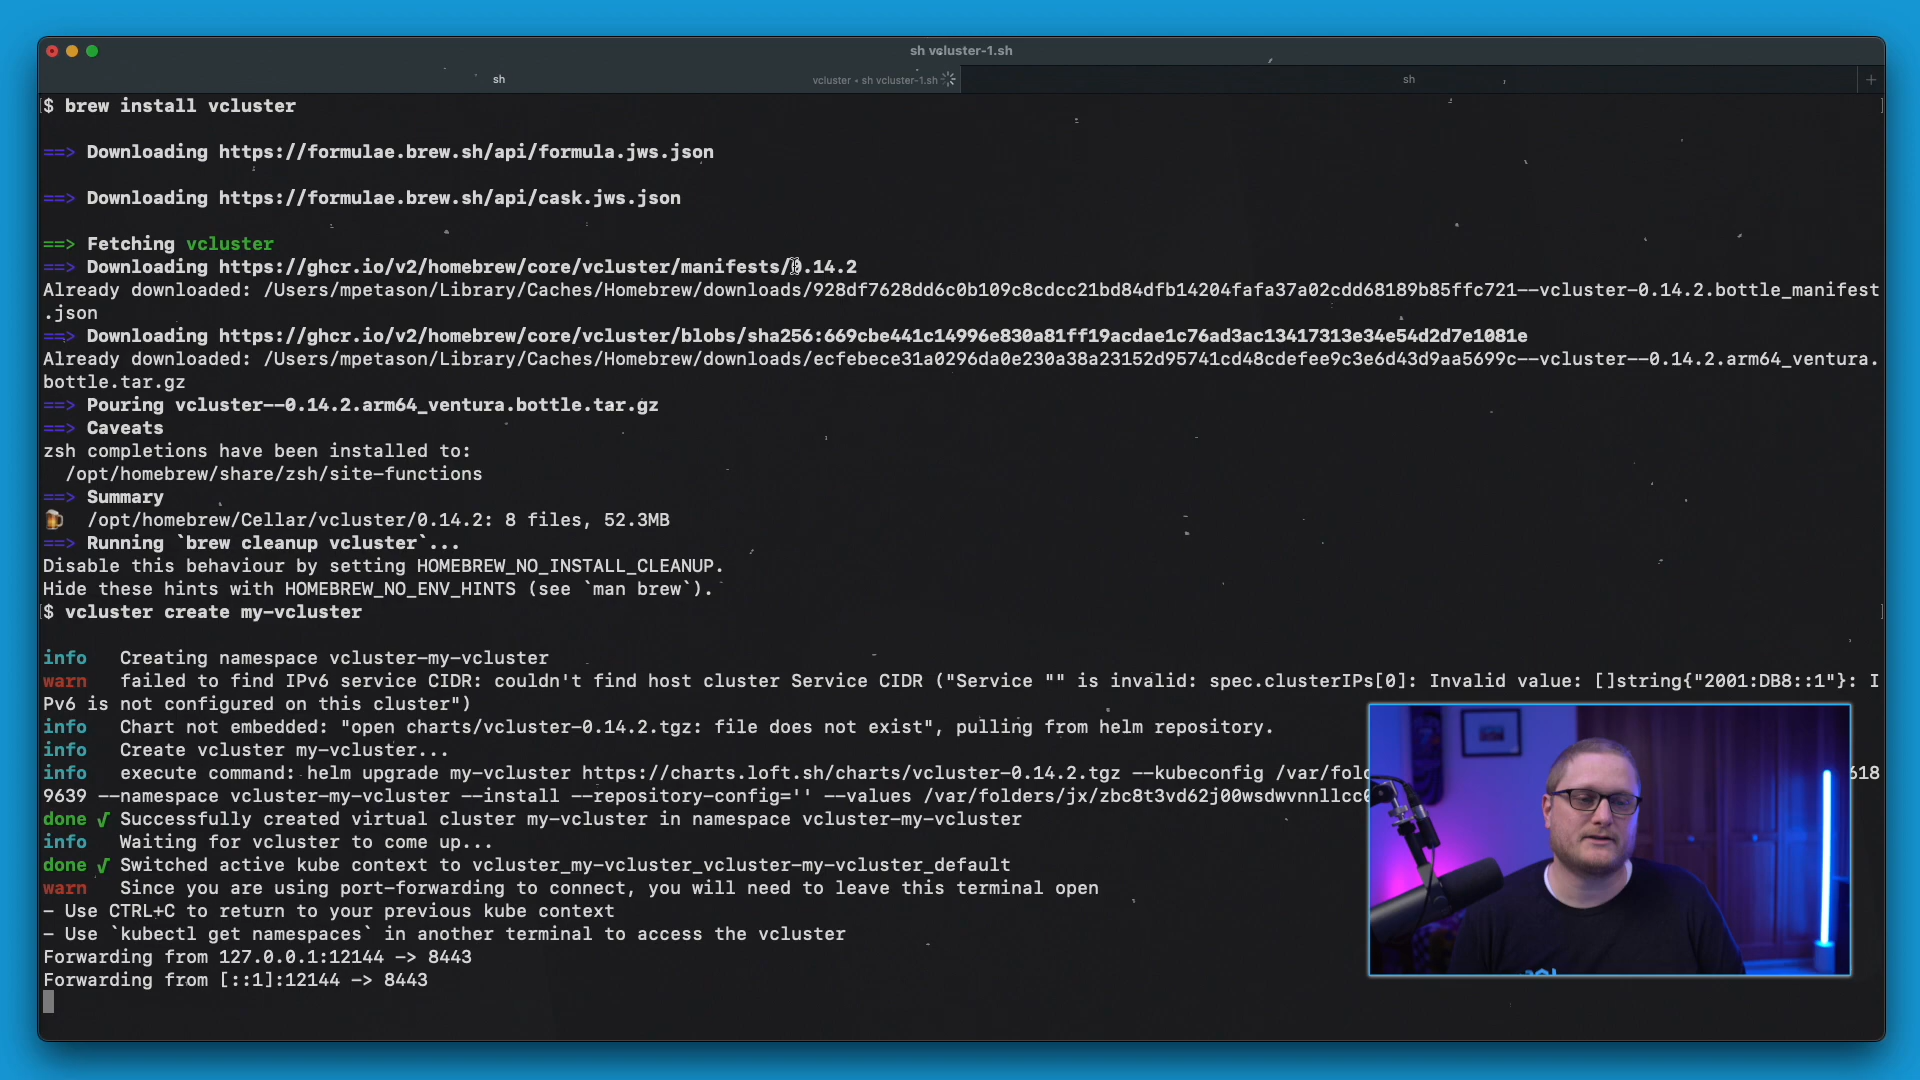 sh vcluster-1.sh
sh
vcluster • sh vcluster-1.sh
sh
+
[$ brew install vcluster ]
==> Downloading https://formulae.brew.sh/api/formula.jws.json
==> Downloading https://formulae.brew.sh/api/cask.jws.json
==> Fetching vcluster
==> Downloading https://ghcr.io/v2/homebrew/core/vcluster/manifests/0.14.2
Already downloaded: /Users/mpetason/Library/Caches/Homebrew/downloads/928df7628dd6c0b109c8cdcc21bd84dfb14204fafa37a02cdd68189b85ffc721--vcluster-0.14.2.bottle_manifest
.json
==> Downloading https://ghcr.io/v2/homebrew/core/vcluster/blobs/sha256:669cbe441c14996e830a81ff19acdae1c76ad3ac13417313e34e54d2d7e1081e
Already downloaded: /Users/mpetason/Library/Caches/Homebrew/downloads/ecfebece31a0296da0e230a38a23152d95741cd48cdefee9c3e6d43d9aa5699c--vcluster--0.14.2.arm64_ventura.
bottle.tar.gz
==> Pouring vcluster--0.14.2.arm64_ventura.bottle.tar.gz
==> Caveats
zsh completions have been installed to:
/opt/homebrew/share/zsh/site-functions
==> Summary
🍺 /opt/homebrew/Cellar/vcluster/0.14.2: 8 files, 52.3MB
==> Running `brew cleanup vcluster`...
Disable this behaviour by setting HOMEBREW_NO_INSTALL_CLEANUP.
Hide these hints with HOMEBREW_NO_ENV_HINTS (see `man brew`).
[$ vcluster create my-vcluster ]
info Creating namespace vcluster-my-vcluster
warn failed to find IPv6 service CIDR: couldn't find host cluster Service CIDR ("Service "" is invalid: spec.clusterIPs[0]: Invalid value: []string{"2001:DB8::1"}: I
Pv6 is not configured on this cluster")
info Chart not embedded: "open charts/vcluster-0.14.2.tgz: file does not exist", pulling from helm repository.
info Create vcluster my-vcluster...
info execute command: helm upgrade my-vcluster https://charts.loft.sh/charts/vcluster-0.14.2.tgz --kubeconfig /var/fol 618
9639 --namespace vcluster-my-vcluster --install --repository-config='' --values /var/folders/jx/zbc8t3vd62j00wsdwvnnllcc0
done √ Successfully created virtual cluster my-vcluster in namespace vcluster-my-vcluster
info Waiting for vcluster to come up...
done √ Switched active kube context to vcluster_my-vcluster_vcluster-my-vcluster_default
warn Since you are using port-forwarding to connect, you will need to leave this terminal open
- Use CTRL+C to return to your previous kube context
- Use `kubectl get namespaces` in another terminal to access the vcluster
Forwarding from 127.0.0.1:12144 -> 8443
Forwarding from [::1]:12144 -> 8443